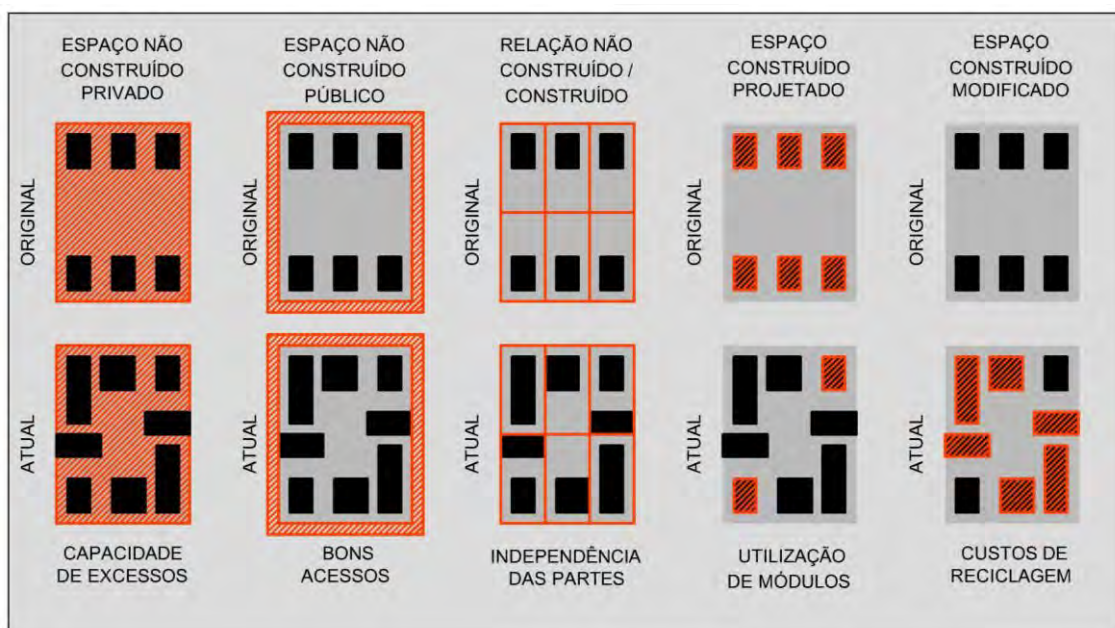 ESPAÇO NÃO
CONSTRUÍDO
PRIVADO
ESPAÇO NÃO
CONSTRUÍDO
PÚBLICO
RELAÇÃO NÃO
CONSTRUÍDO /
CONSTRUÍDO
ESPAÇO
CONSTRUÍDO
PROJETADO
ESPAÇO
CONSTRUÍDO
MODIFICADO
ORIGINAL
ORIGINAL
ORIGINAL
ORIGINAL
ORIGINAL
ATUAL
ATUAL
ATUAL
ATUAL
ATUAL
CAPACIDADE
DE EXCESSOS
BONS
ACESSOS
INDEPENDÊNCIA
DAS PARTES
UTILIZAÇÃO
DE MÓDULOS
CUSTOS DE
RECICLAGEM